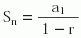 Sₙ = a₁ / (1 − r)